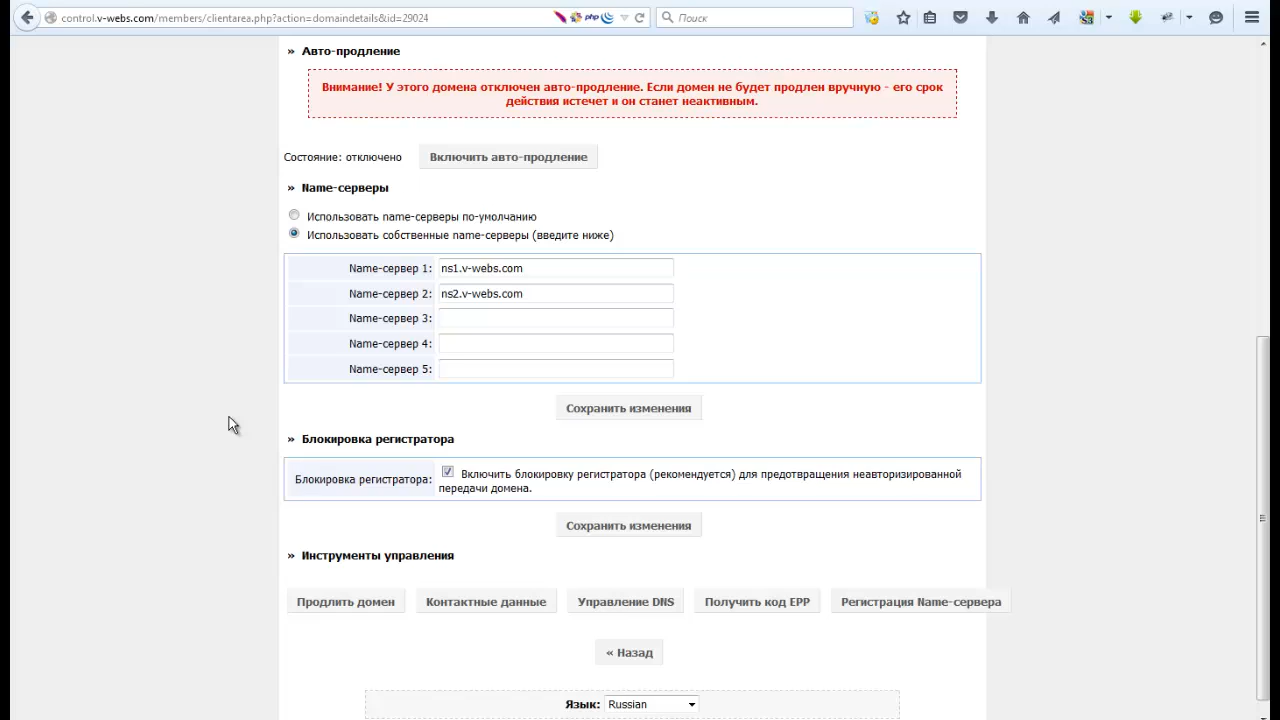 control.v-webs.com/members/clientarea.php?action=domaindetails&id=29024
php
Поиск
» Авто-продление
Внимание! У этого домена отключен авто-продление. Если домен не будет продлен вручную - его срок
действия истечет и он станет неактивным.
Состояние: отключено Включить авто-продление
» Name-серверы
Использовать name-серверы по-умолчанию
Использовать собственные name-серверы (введите ниже)
Name-сервер 1: ns1.v-webs.com
Name-сервер 2: ns2.v-webs.com
Name-сервер 3:
Name-сервер 4:
Name-сервер 5:
Сохранить изменения
» Блокировка регистратора
Блокировка регистратора: Включить блокировку регистратора (рекомендуется) для предотвращения неавторизированной
передачи домена.
Сохранить изменения
» Инструменты управления
Продлить домен Контактные данные Управление DNS Получить код EPP Регистрация Name-сервера
« Назад
Язык: Russian